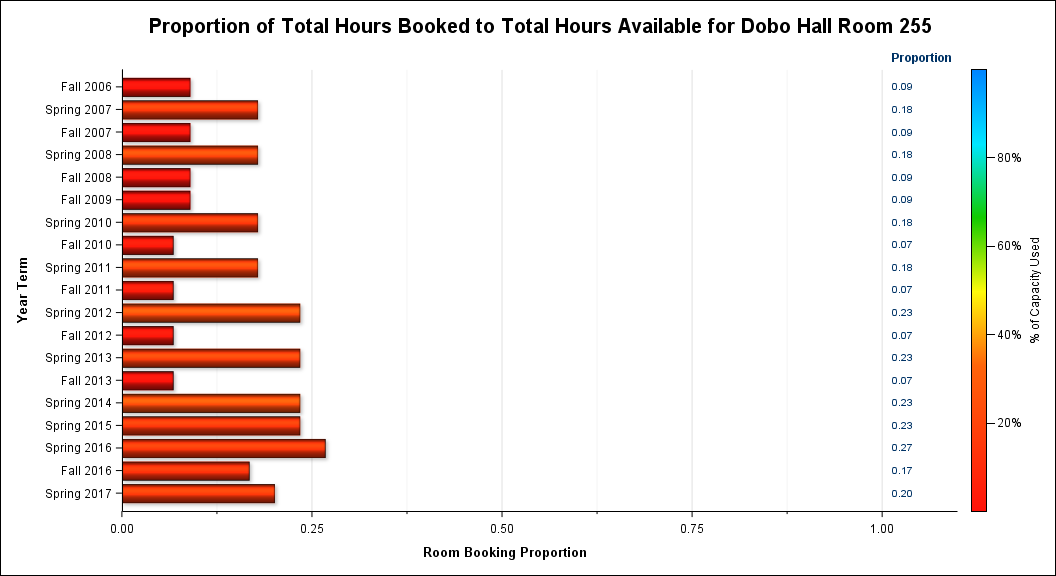 Proportion of Total Hours Booked to Total Hours Available for Dobo Hall Room 255
Proportion
Fall 2006 0.09
Spring 2007 0.18
Fall 2007 0.09
Spring 2008 0.18
Fall 2008 0.09
Fall 2009 0.09
Spring 2010 0.18
Fall 2010 0.07
Spring 2011 0.18
Fall 2011 0.07
Spring 2012 0.23
Fall 2012 0.07
Spring 2013 0.23
Fall 2013 0.07
Spring 2014 0.23
Spring 2015 0.23
Spring 2016 0.27
Fall 2016 0.17
Spring 2017 0.20
Year Term
0.00 0.25 0.50 0.75 1.00
Room Booking Proportion
80%
60%
40%
20%
% of Capacity Used